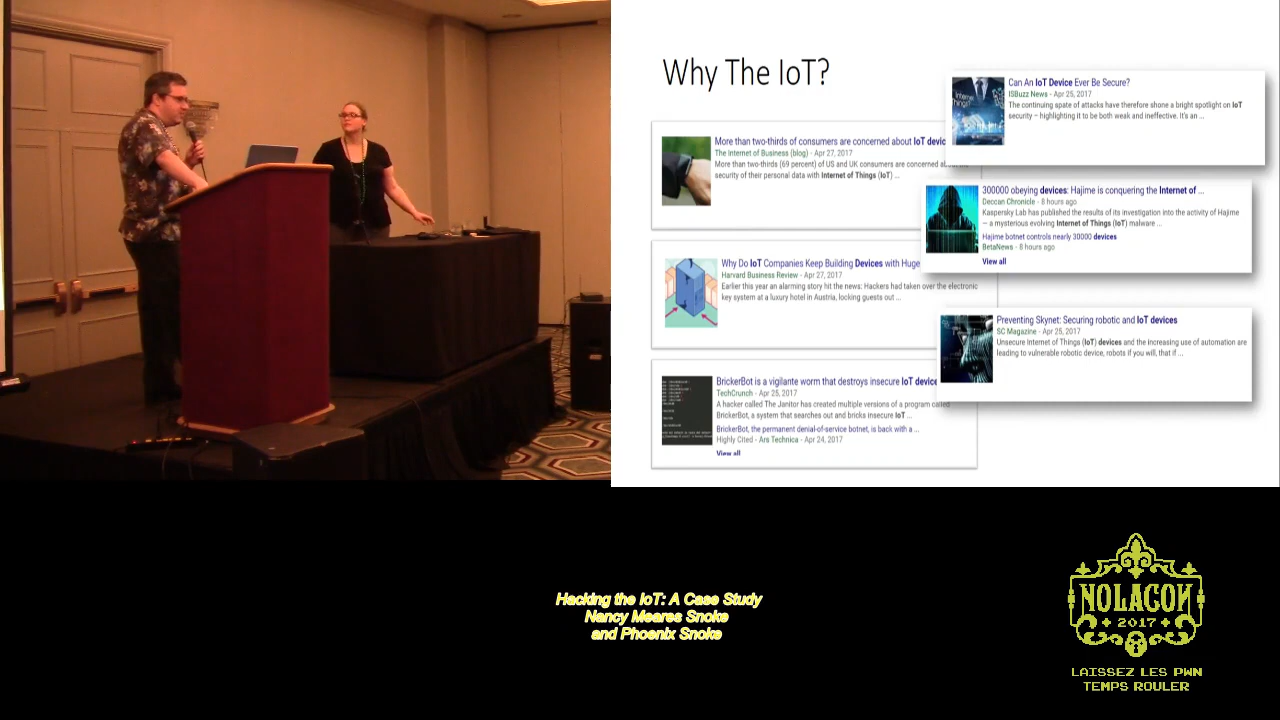 Why The IoT?
More than two-thirds of consumers are concerned about IoT devic
The Internet of Business (blog) - Apr 27, 2017
More than two-thirds (69 percent) of US and UK consumers are concerned
security of their personal data with Internet of Things (IoT) ...
Why Do IoT Companies Keep Building Devices with Huge
Harvard Business Review - Apr 27, 2017
Earlier this year an alarming story hit the news: Hackers had taken over the electronic
key system at a luxury hotel in Austria, locking guests out ...
BrickerBot is a vigilante worm that destroys insecure IoT device
TechCrunch - Apr 25, 2017
A hacker called The Janitor has created multiple versions of a program called
BrickerBot, a system that searches out and bricks insecure IoT ...
BrickerBot, the permanent denial-of-service botnet, is back with a ...
Highly Cited - Ars Technica - Apr 24, 2017
View all
Can An IoT Device Ever Be Secure?
ISBuzz News - Apr 25, 2017
The continuing spate of attacks have therefore shone a bright spotlight on IoT
security – highlighting it to be both weak and ineffective. It's an ...
300000 obeying devices: Hajime is conquering the Internet of ...
Deccan Chronicle - 8 hours ago
Kaspersky Lab has published the results of its investigation into the activity of Hajime
— a mysterious evolving Internet of Things (IoT) malware ...
Hajime botnet controls nearly 30000 devices
BetaNews - 8 hours ago
View all
Preventing Skynet: Securing robotic and IoT devices
SC Magazine - Apr 25, 2017
Unsecure Internet of Things (IoT) devices and the increasing use of automation are
leading to vulnerable robotic device, robots if you will, that if ...
Hacking the IoT: A Case Study
Nancy Meares Snoke
and Phoenix Snoke
NOLACON
2017
LAISSEZ LES PWN
TEMPS ROULER